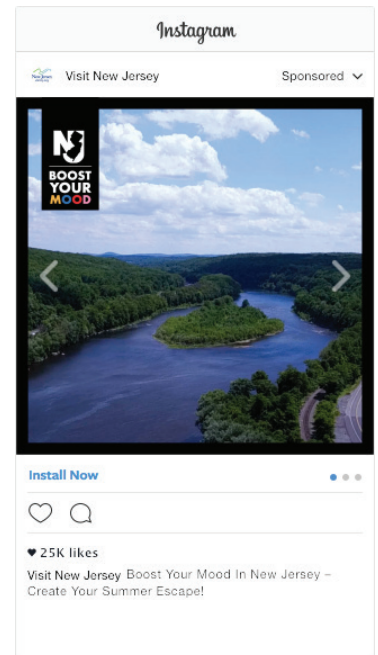 Instagram
Visit New Jersey
Sponsored
NJ
BOOST
YOUR
MOOD
Install Now
25K likes
Visit New Jersey Boost Your Mood In New Jersey –
Create Your Summer Escape!